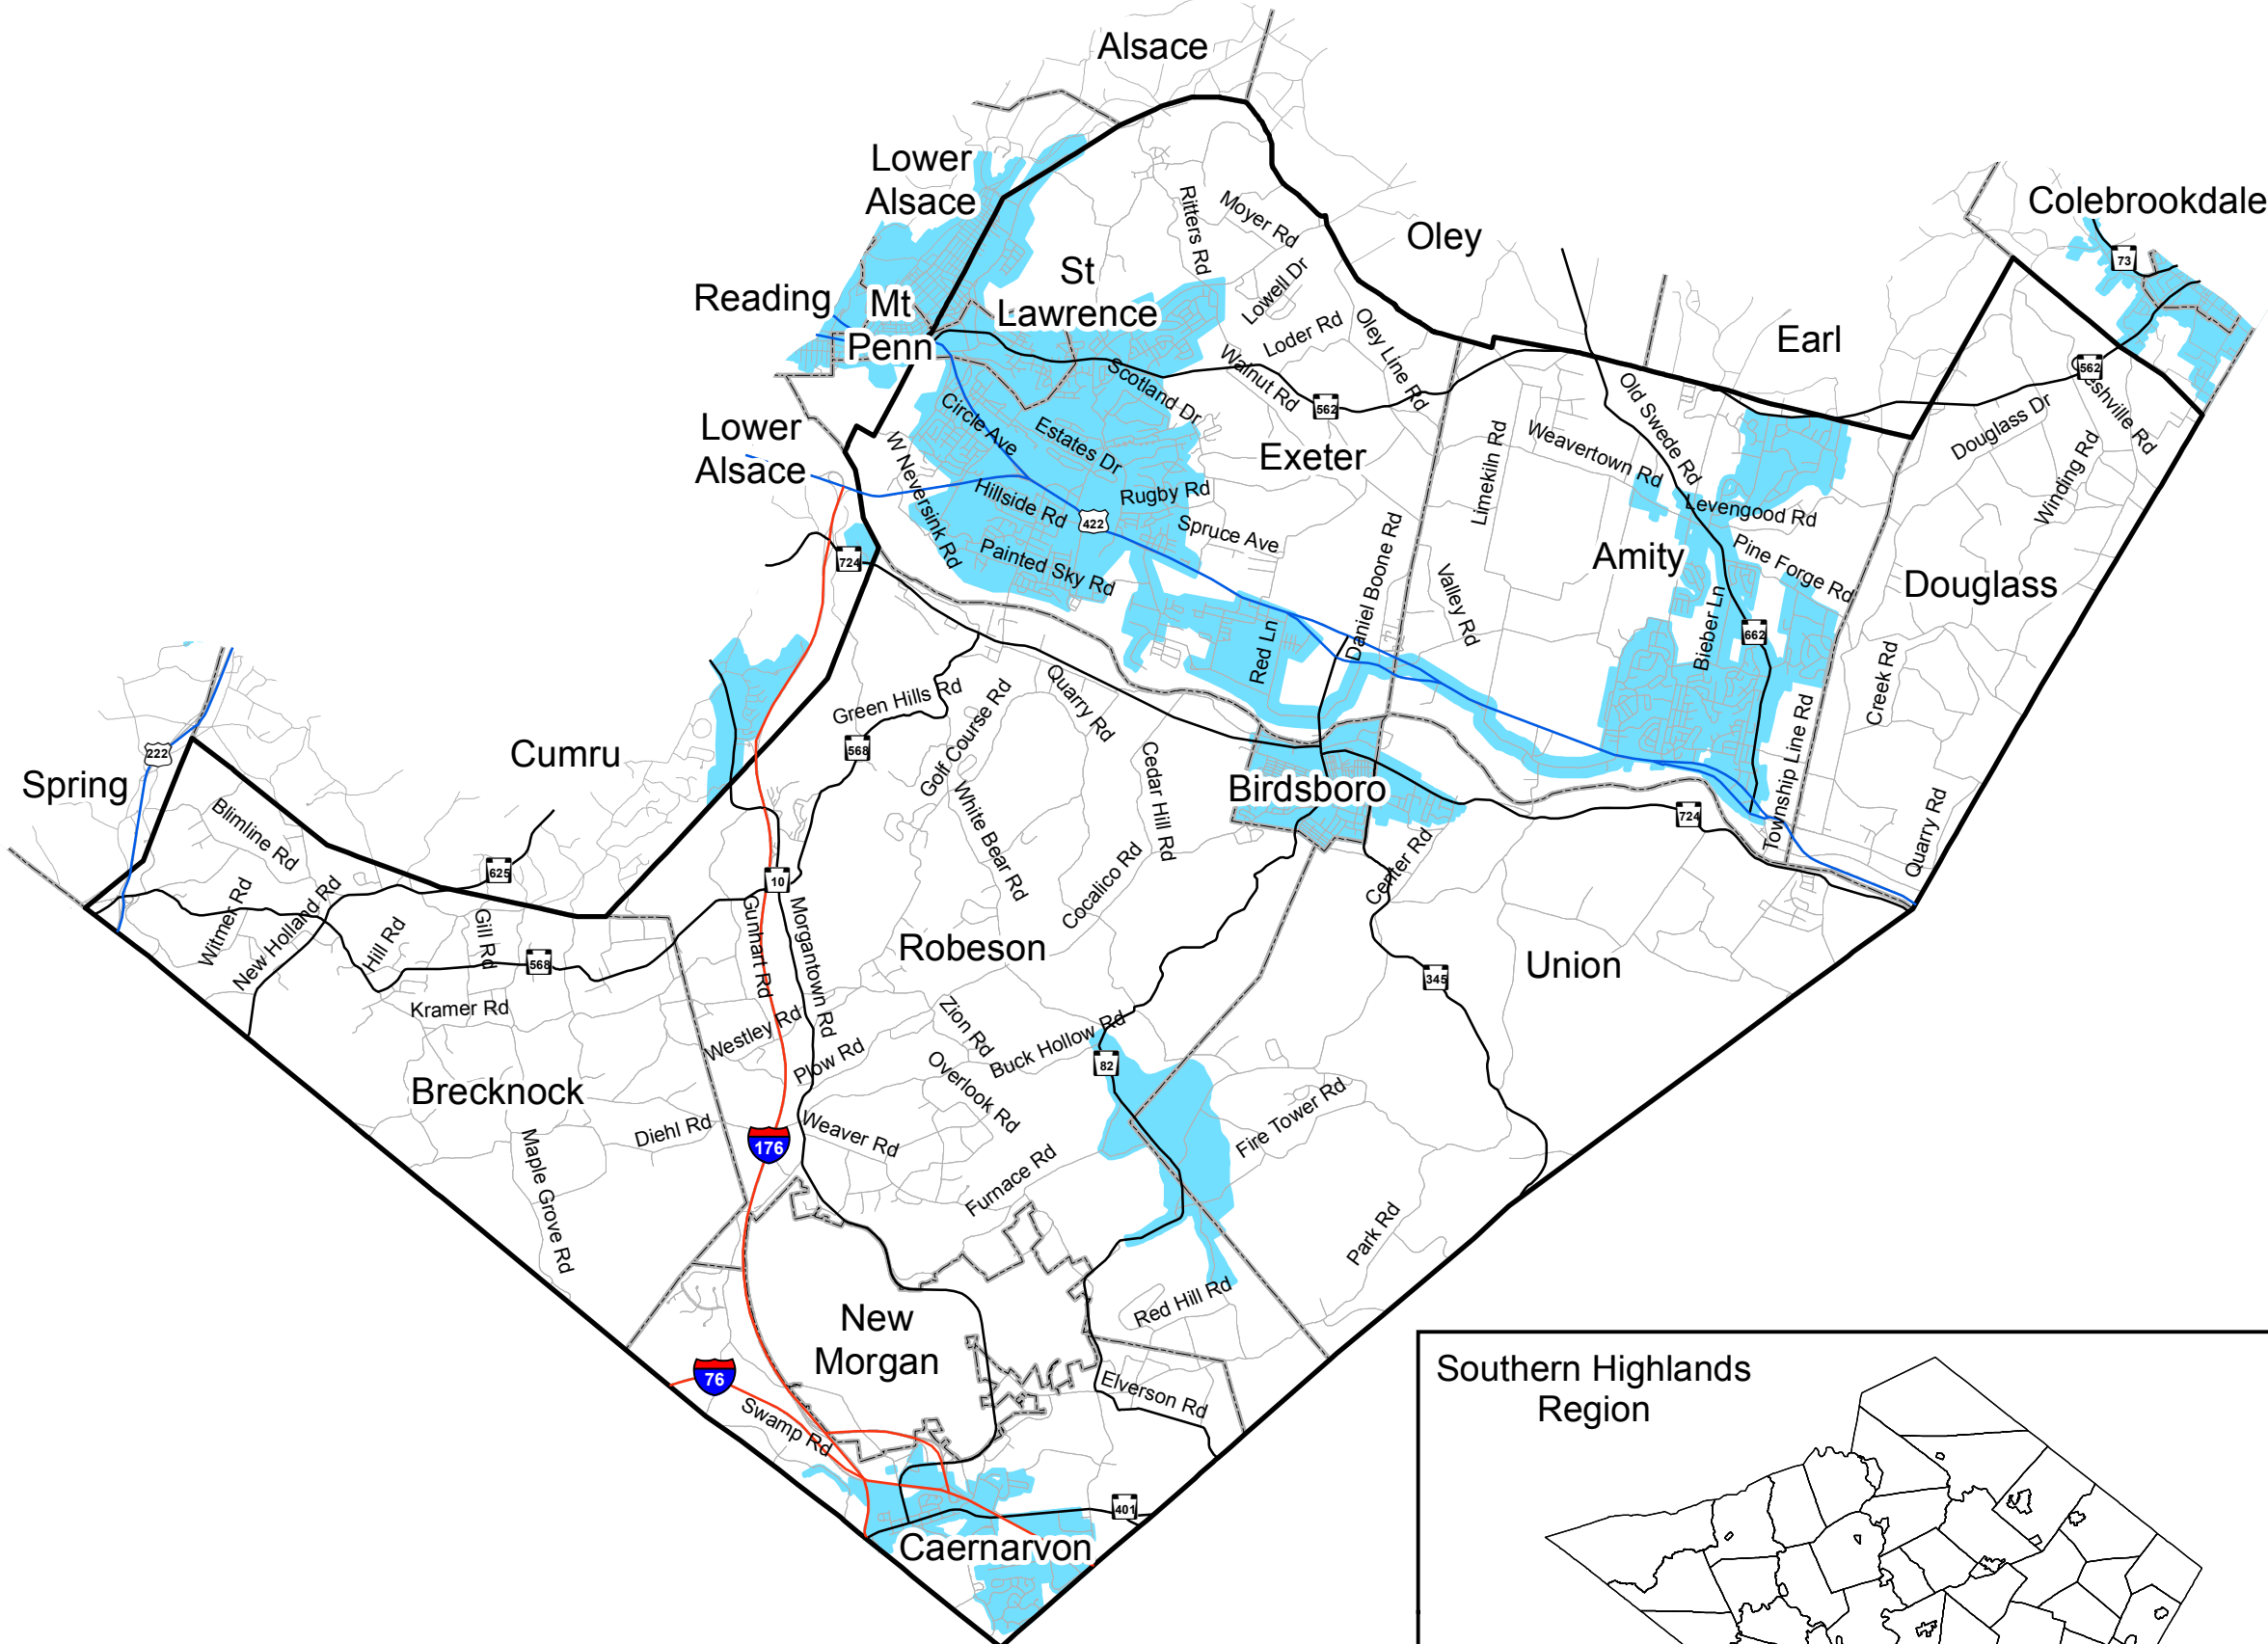 Alsace
Lower
Alsace
Colebrookdale
73
Ritters Rd
Moyer Rd
Oley
St
Lawrence
Reading
Mt
Penn
Lowell Dr
Loder Rd
Oley Line Rd
Earl
Walnut Rd
562
562
Scotland Dr
Old Swede Rd
Douglass Dr
Lower
Alsace
Circle Ave
Estates Dr
Exeter
Limekiln Rd
Weavertown Rd
Winding Rd
W Neversink Rd
Hillside Rd
Rugby Rd
422
Spruce Ave
Levengood Rd
724
Painted Sky Rd
Daniel Boone Rd
Valley Rd
Amity
Pine Forge Rd
Douglass
Bieber Ln
662
Red Ln
Creek Rd
Green Hills Rd
568
Golf Course Rd
Quarry Rd
Cedar Hill Rd
Township Line Rd
222
Cumru
Spring
Birdsboro
Blimline Rd
White Bear Rd
724
Quarry Rd
625
10
Witmer Rd
New Holland Rd
Hill Rd
Gill Rd
568
Gunhart Rd
Morgantown Rd
Cocalico Rd
Center Rd
Robeson
Union
345
Kramer Rd
Westley Rd
Plow Rd
Zion Rd
Buck Hollow Rd
82
Brecknock
Overlook Rd
Fire Tower Rd
Diehl Rd
176
Weaver Rd
Maple Grove Rd
Furnace Rd
Park Rd
Red Hill Rd
New
Morgan
76
Swamp Rd
Elverson Rd
401
Caernarvon
Southern Highlands
Region